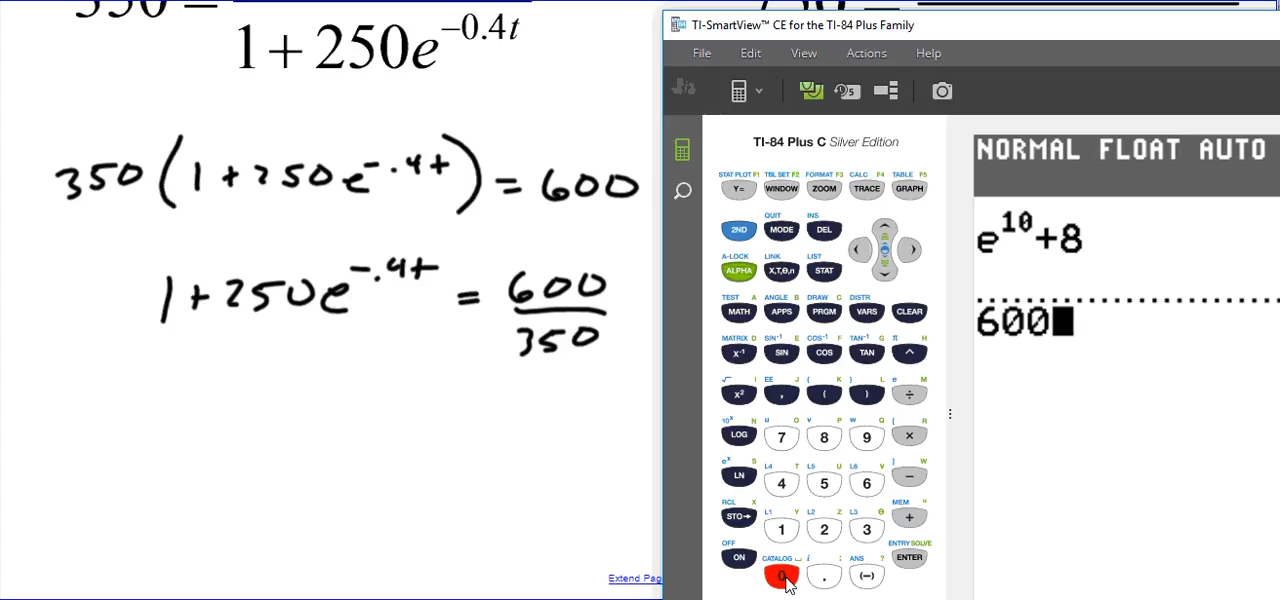 350 =
1 + 250e^{-0.4t}
350 (1 + 250e^{-.4t}) = 600
1 + 250e^{-.4t} = 600/350
Extend Pag
TI-SmartView™ CE for the TI-84 Plus Family
File Edit View Actions Help
TI-84 Plus C Silver Edition
STAT PLOT F1 TBL SET F2 FORMAT F3 CALC F4 TABLE F5
Y= WINDOW ZOOM TRACE GRAPH
QUIT INS
2ND MODE DEL
A-LOCK LINK LIST
ALPHA X,T,θ,n STAT
TEST A ANGLE B DRAW C DISTR
MATH APPS PRGM VARS CLEAR
MATRIX D SIN⁻¹ E COS⁻¹ F TAN⁻¹ G π H
x⁻¹ SIN COS TAN ^
√ I EE J { K } L e M
x² , ( ) ÷
10ˣ N u O v P w Q [ R
LOG 7 8 9 ×
eˣ S L4 T L5 U L6 V ] W
LN 4 5 6 −
RCL X L1 Y L2 Z L3 θ MEM "
STO→ 1 2 3 +
OFF CATALOG ⎵ i : ANS ? ENTRY SOLVE
ON 0 . (−) ENTER
NORMAL FLOAT AUTO
e^{10}+8
600